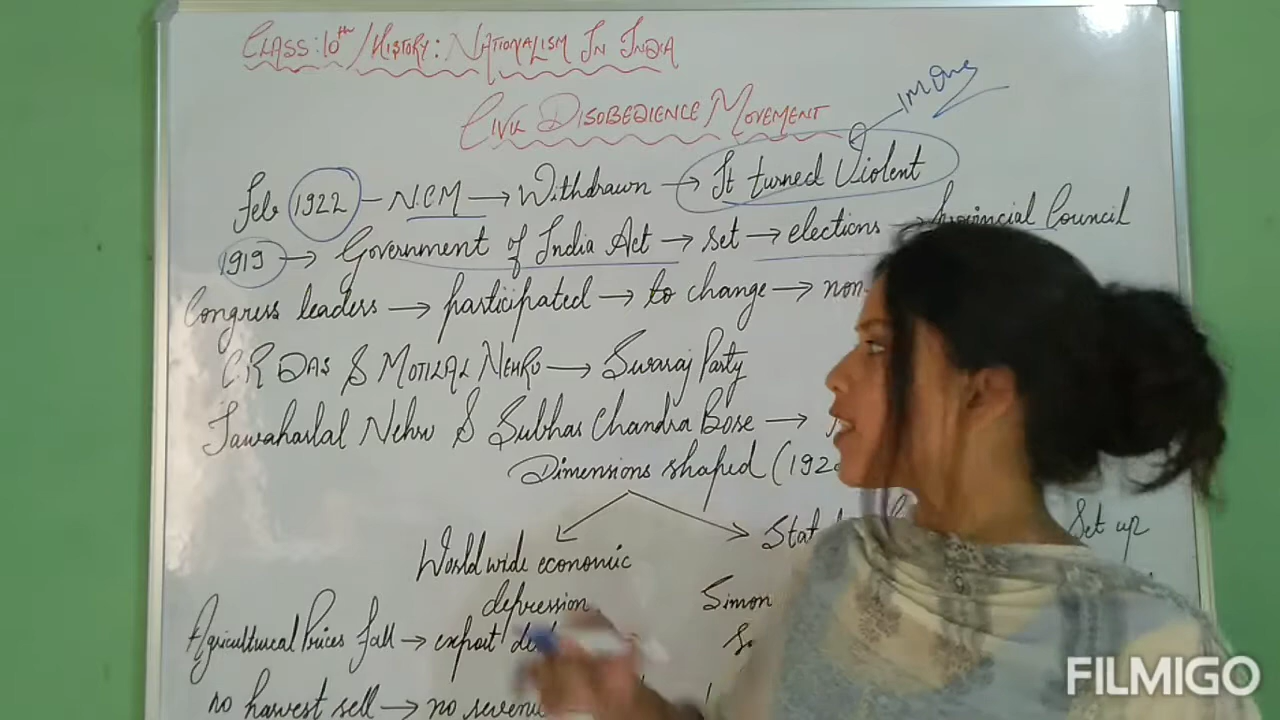 CLASS: 10th / HISTORY: NATIONALISM IN INDIA
CIVIL DISOBEDIENCE MOVEMENT
1M Ques
Feb 1922 - N.C.M → Withdrawn → It turned Violent
1919 → Government of India Act → set → elections → Provincial Council
Congress leaders → participated → to change → non-
C.R DAS & MOTILAL NEHRU → Swaraj Party
Jawaharlal Nehru & Subhas Chandra Bose →
Dimensions shaped (192
World wide economic
depression
Set up
Simon
Agricultural Prices fall → export
no harvest sell → no revenue
FILMIGO